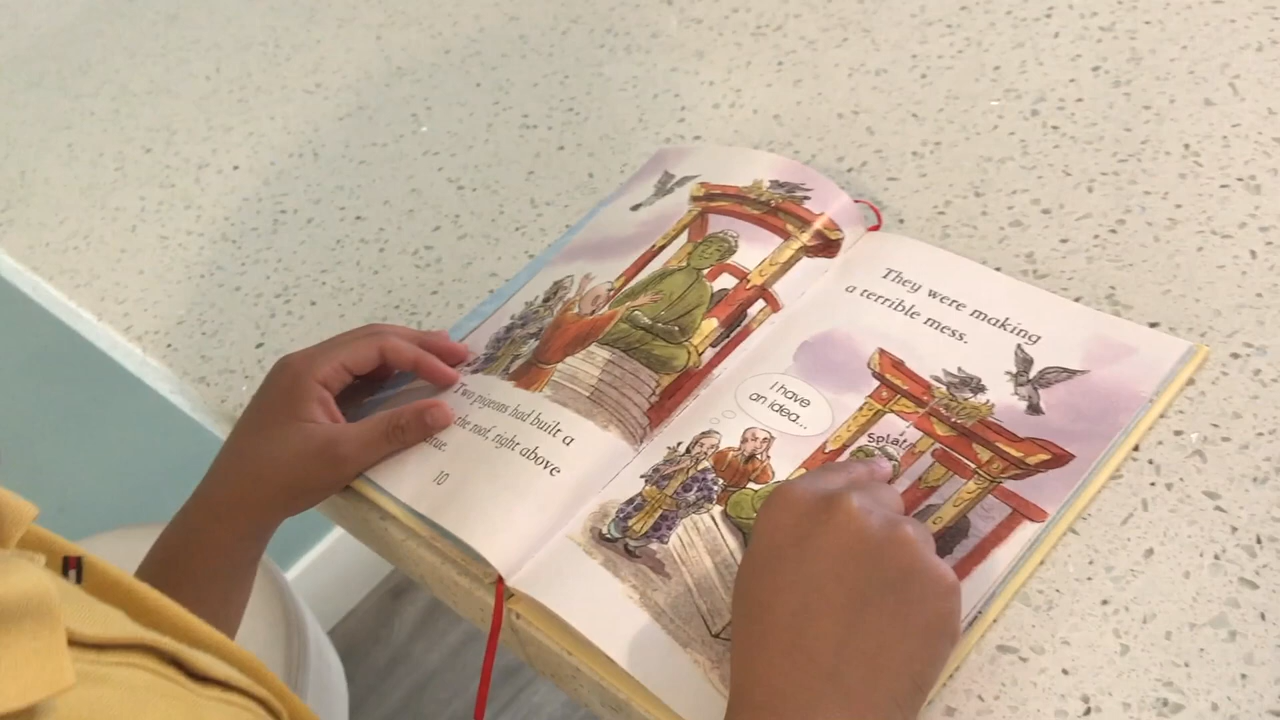 Two pigeons had built a
the roof, right above
10
They were making
a terrible mess.
I have
an idea...
Splat!